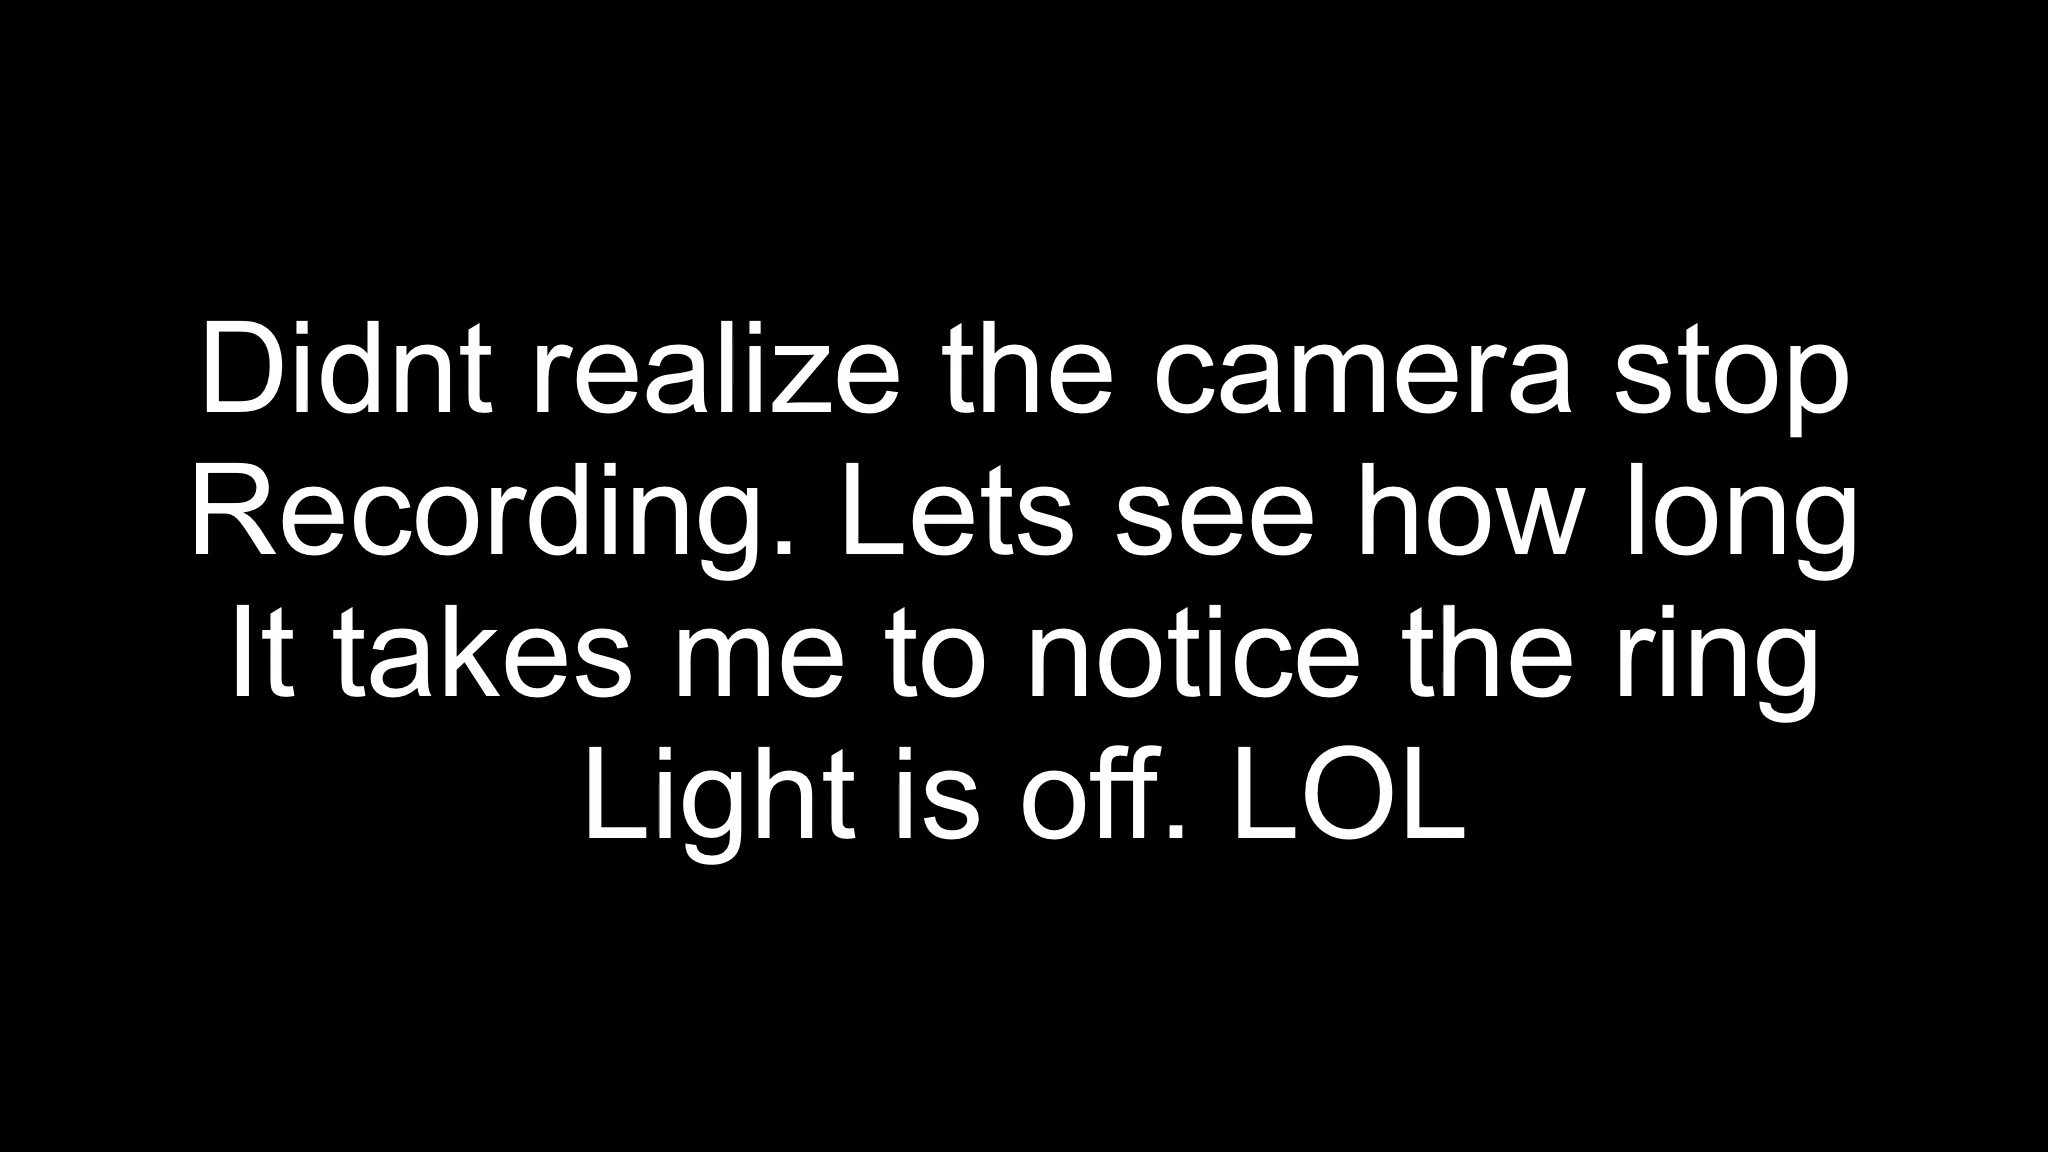 Didnt realize the camera stop
Recording. Lets see how long
It takes me to notice the ring
Light is off. LOL